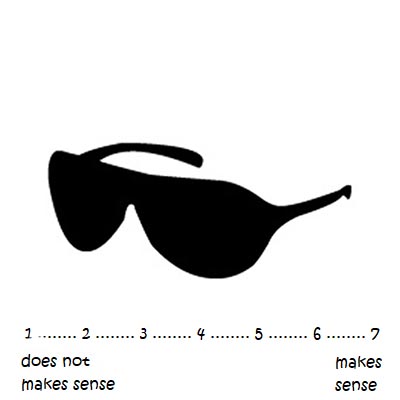 1 ........ 2 ........ 3 ........ 4 ........ 5 ........ 6 ........ 7
does not makes
makes sense sense